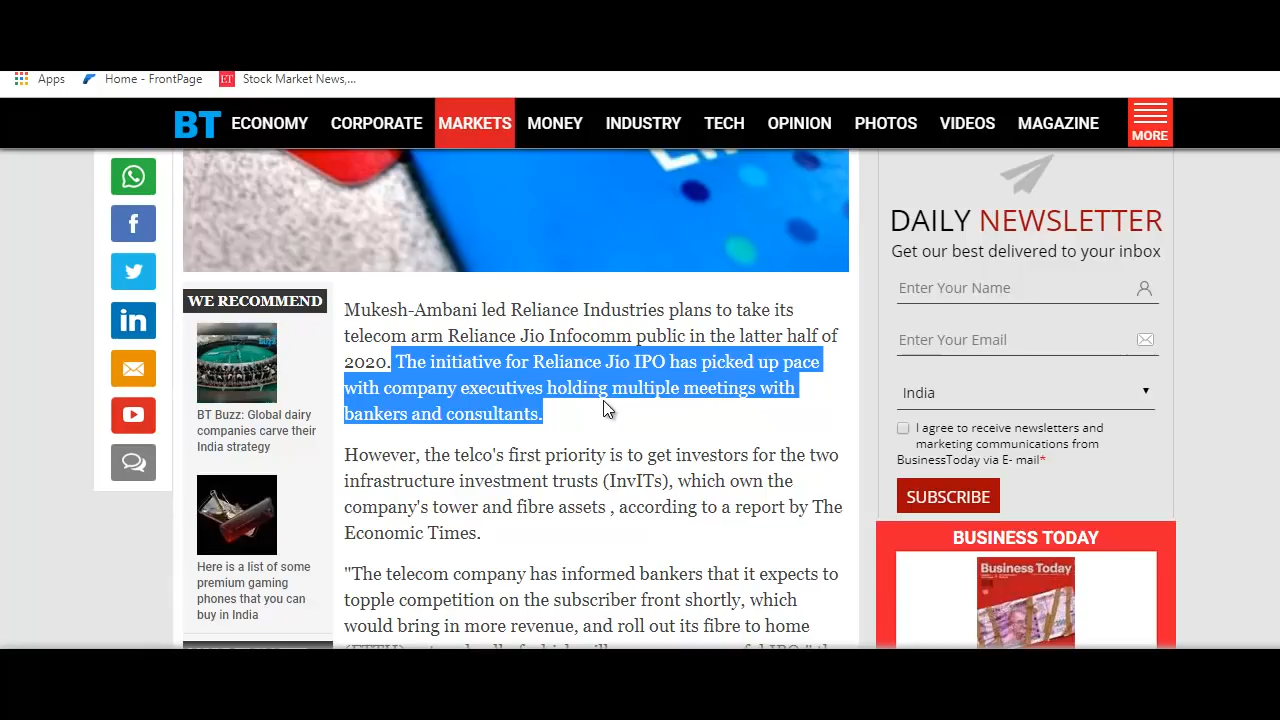 Apps
Home - FrontPage
ET
Stock Market News,...
BT
ECONOMY
CORPORATE
MARKETS
MONEY
INDUSTRY
TECH
OPINION
PHOTOS
VIDEOS
MAGAZINE
MORE
f
in
WE RECOMMEND
BT Buzz: Global dairy
companies carve their
India strategy
Here is a list of some
premium gaming
phones that you can
buy in India
Mukesh-Ambani led Reliance Industries plans to take its
telecom arm Reliance Jio Infocomm public in the latter half of
2020. The initiative for Reliance Jio IPO has picked up pace
with company executives holding multiple meetings with
bankers and consultants.
However, the telco's first priority is to get investors for the two
infrastructure investment trusts (InvITs), which own the
company's tower and fibre assets , according to a report by The
Economic Times.
"The telecom company has informed bankers that it expects to
topple competition on the subscriber front shortly, which
would bring in more revenue, and roll out its fibre to home
DAILY NEWSLETTER
Get our best delivered to your inbox
Enter Your Name
Enter Your Email
India
I agree to receive newsletters and
marketing communications from
BusinessToday via E- mail*
SUBSCRIBE
BUSINESS TODAY
Business Today